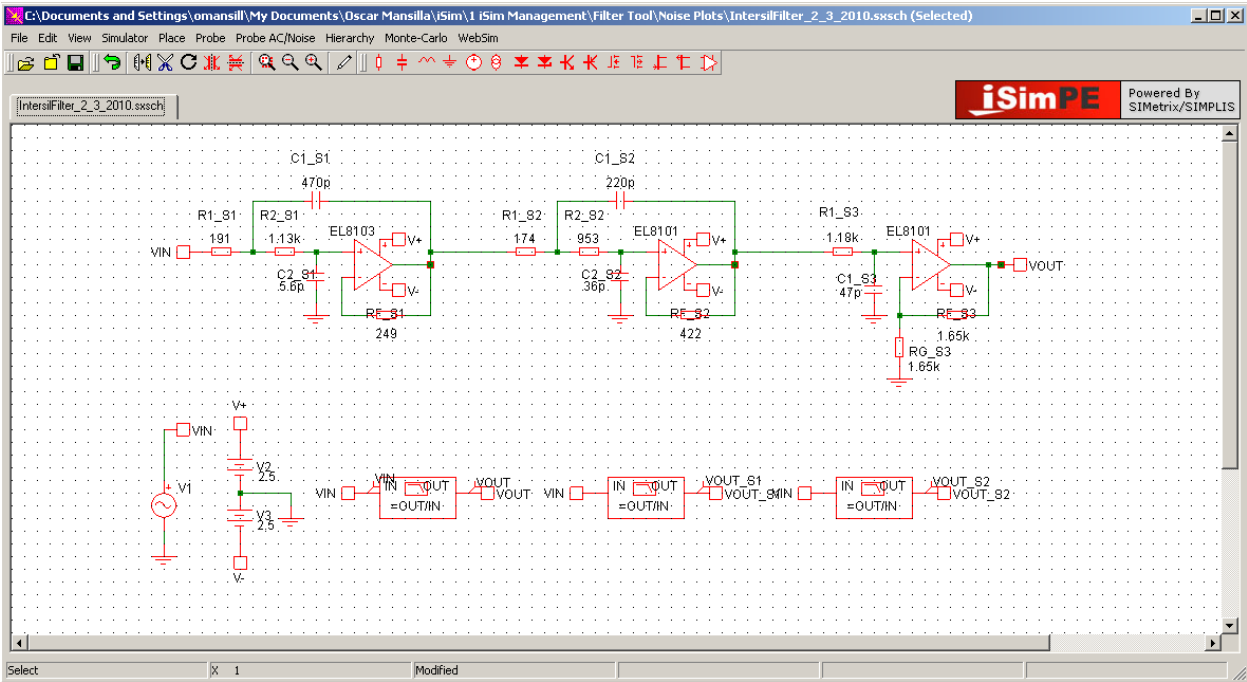 C:\Documents and Settings\omansill\My Documents\Oscar Mansilla\iSim\1 iSim Management\Filter Tool\Noise Plots\IntersilFilter_2_3_2010.sxsch (Selected)
File Edit View Simulator Place Probe Probe AC/Noise Hierarchy Monte-Carlo WebSim
iSimPE
Powered By
SIMetrix/SIMPLIS
IntersilFilter_2_3_2010.sxsch
C1_S1
470p
R1_S1
191
R2_S1
1.13k
EL8103
V+
V-
VIN
C2_S1
5.6p
RF_S1
249
C1_S2
220p
R1_S2
174
R2_S2
953
EL8101
V+
V-
C2_S2
36p
RF_S2
422
R1_S3
1.18k
EL8101
V+
V-
C1_S3
47p
VOUT
RF_S3
1.65k
RG_S3
1.65k
VIN
V1
V+
V2
2.5
V3
2.5
V-
VIN
VIN
IN OUT
=OUT/IN
VOUT
VOUT
VIN
IN OUT
=OUT/IN
VOUT_S1
VOUT_S1
VIN
IN OUT
=OUT/IN
VOUT_S2
VOUT_S2
Select
X 1
Modified